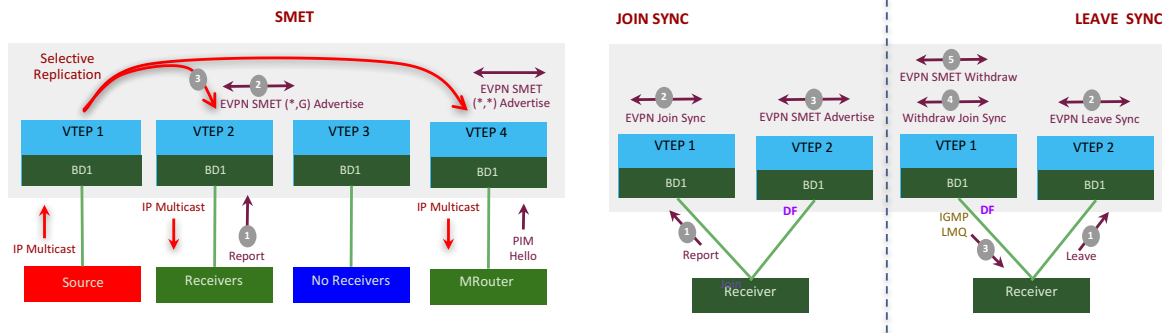 SMET
Selective
Replication
3
2
EVPN SMET (*,G) Advertise
EVPN SMET
(*,*) Advertise
VTEP 1
VTEP 2
VTEP 3
VTEP 4
BD1
BD1
BD1
BD1
IP Multicast
IP Multicast
1
Report
IP Multicast
PIM
Hello
Source
Receivers
No Receivers
MRouter
JOIN SYNC
2
EVPN Join Sync
3
EVPN SMET Advertise
VTEP 1
VTEP 2
BD1
BD1
DF
1
Report
Join
Receiver
LEAVE SYNC
5
EVPN SMET Withdraw
4
Withdraw Join Sync
2
EVPN Leave Sync
VTEP 1
VTEP 2
BD1
BD1
DF
IGMP
LMQ
3
1
Leave
Receiver